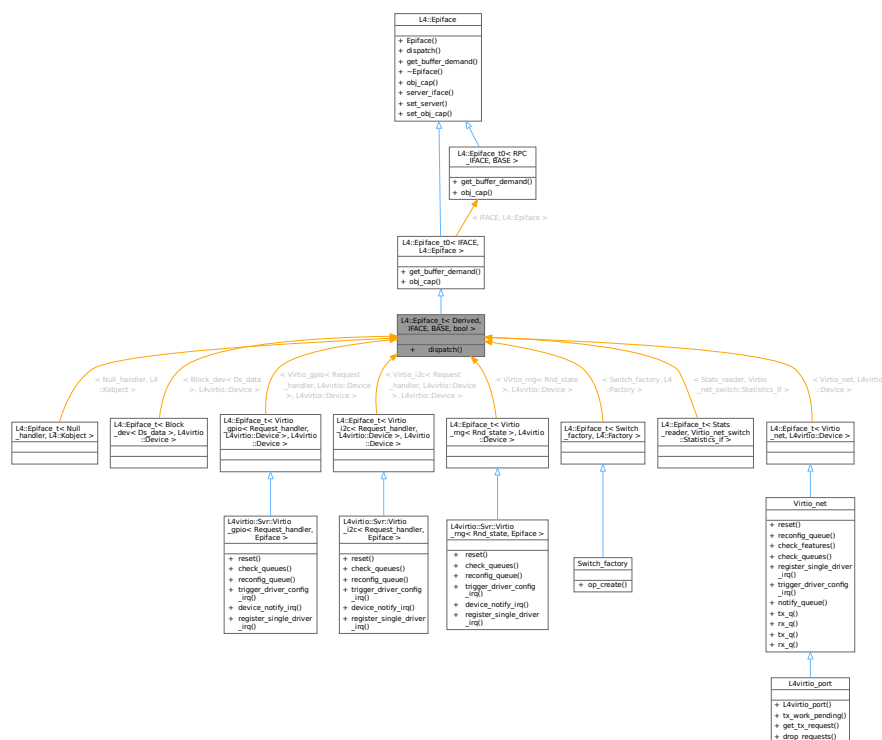 L4::Epiface
+ Epiface()
+ dispatch()
+ get_buffer_demand()
+ ~Epiface()
+ obj_cap()
+ server_iface()
+ set_server()
+ set_obj_cap()
L4::Epiface_t0< RPC
_IFACE, BASE >
+ get_buffer_demand()
+ obj_cap()
< IFACE, L4::Epiface >
L4::Epiface_t0< IFACE,
L4::Epiface >
+ get_buffer_demand()
+ obj_cap()
L4::Epiface_t< Derived,
IFACE, BASE, bool >
+ dispatch()
< Null_handler, L4
::Kobject >
< Block_dev< Ds_data
>, L4virtio::Device >
< Virtio_gpio< Request
_handler, L4virtio::Device
>, L4virtio::Device >
< Virtio_i2c< Request
_handler, L4virtio::Device
>, L4virtio::Device >
< Virtio_rng< Rnd_state
>, L4virtio::Device >
< Switch_factory, L4
::Factory >
< Stats_reader, Virtio
_net_switch::Statistics_if >
< Virtio_net, L4virtio
::Device >
L4::Epiface_t< Null
_handler, L4::Kobject >
L4::Epiface_t< Block
_dev< Ds_data >, L4virtio
::Device >
L4::Epiface_t< Virtio
_gpio< Request_handler,
L4virtio::Device >, L4virtio
::Device >
L4::Epiface_t< Virtio
_i2c< Request_handler,
L4virtio::Device >, L4virtio
::Device >
L4::Epiface_t< Virtio
_rng< Rnd_state >, L4virtio
::Device >
L4::Epiface_t< Switch
_factory, L4::Factory >
L4::Epiface_t< Stats
_reader, Virtio_net_switch
::Statistics_if >
L4::Epiface_t< Virtio
_net, L4virtio::Device >
L4virtio::Svr::Virtio
_gpio< Request_handler,
Epiface >
+ reset()
+ check_queues()
+ reconfig_queue()
+ trigger_driver_config
_irq()
+ device_notify_irq()
+ register_single_driver
_irq()
L4virtio::Svr::Virtio
_i2c< Request_handler,
Epiface >
+ reset()
+ check_queues()
+ reconfig_queue()
+ trigger_driver_config
_irq()
+ device_notify_irq()
+ register_single_driver
_irq()
L4virtio::Svr::Virtio
_rng< Rnd_state, Epiface >
+ reset()
+ check_queues()
+ reconfig_queue()
+ trigger_driver_config
_irq()
+ device_notify_irq()
+ register_single_driver
_irq()
Switch_factory
+ op_create()
Virtio_net
+ reset()
+ reconfig_queue()
+ check_features()
+ check_queues()
+ register_single_driver
_irq()
+ trigger_driver_config
_irq()
+ notify_queue()
+ tx_q()
+ rx_q()
+ tx_q()
+ rx_q()
L4virtio_port
+ L4virtio_port()
+ tx_work_pending()
+ get_tx_request()
+ drop_requests()